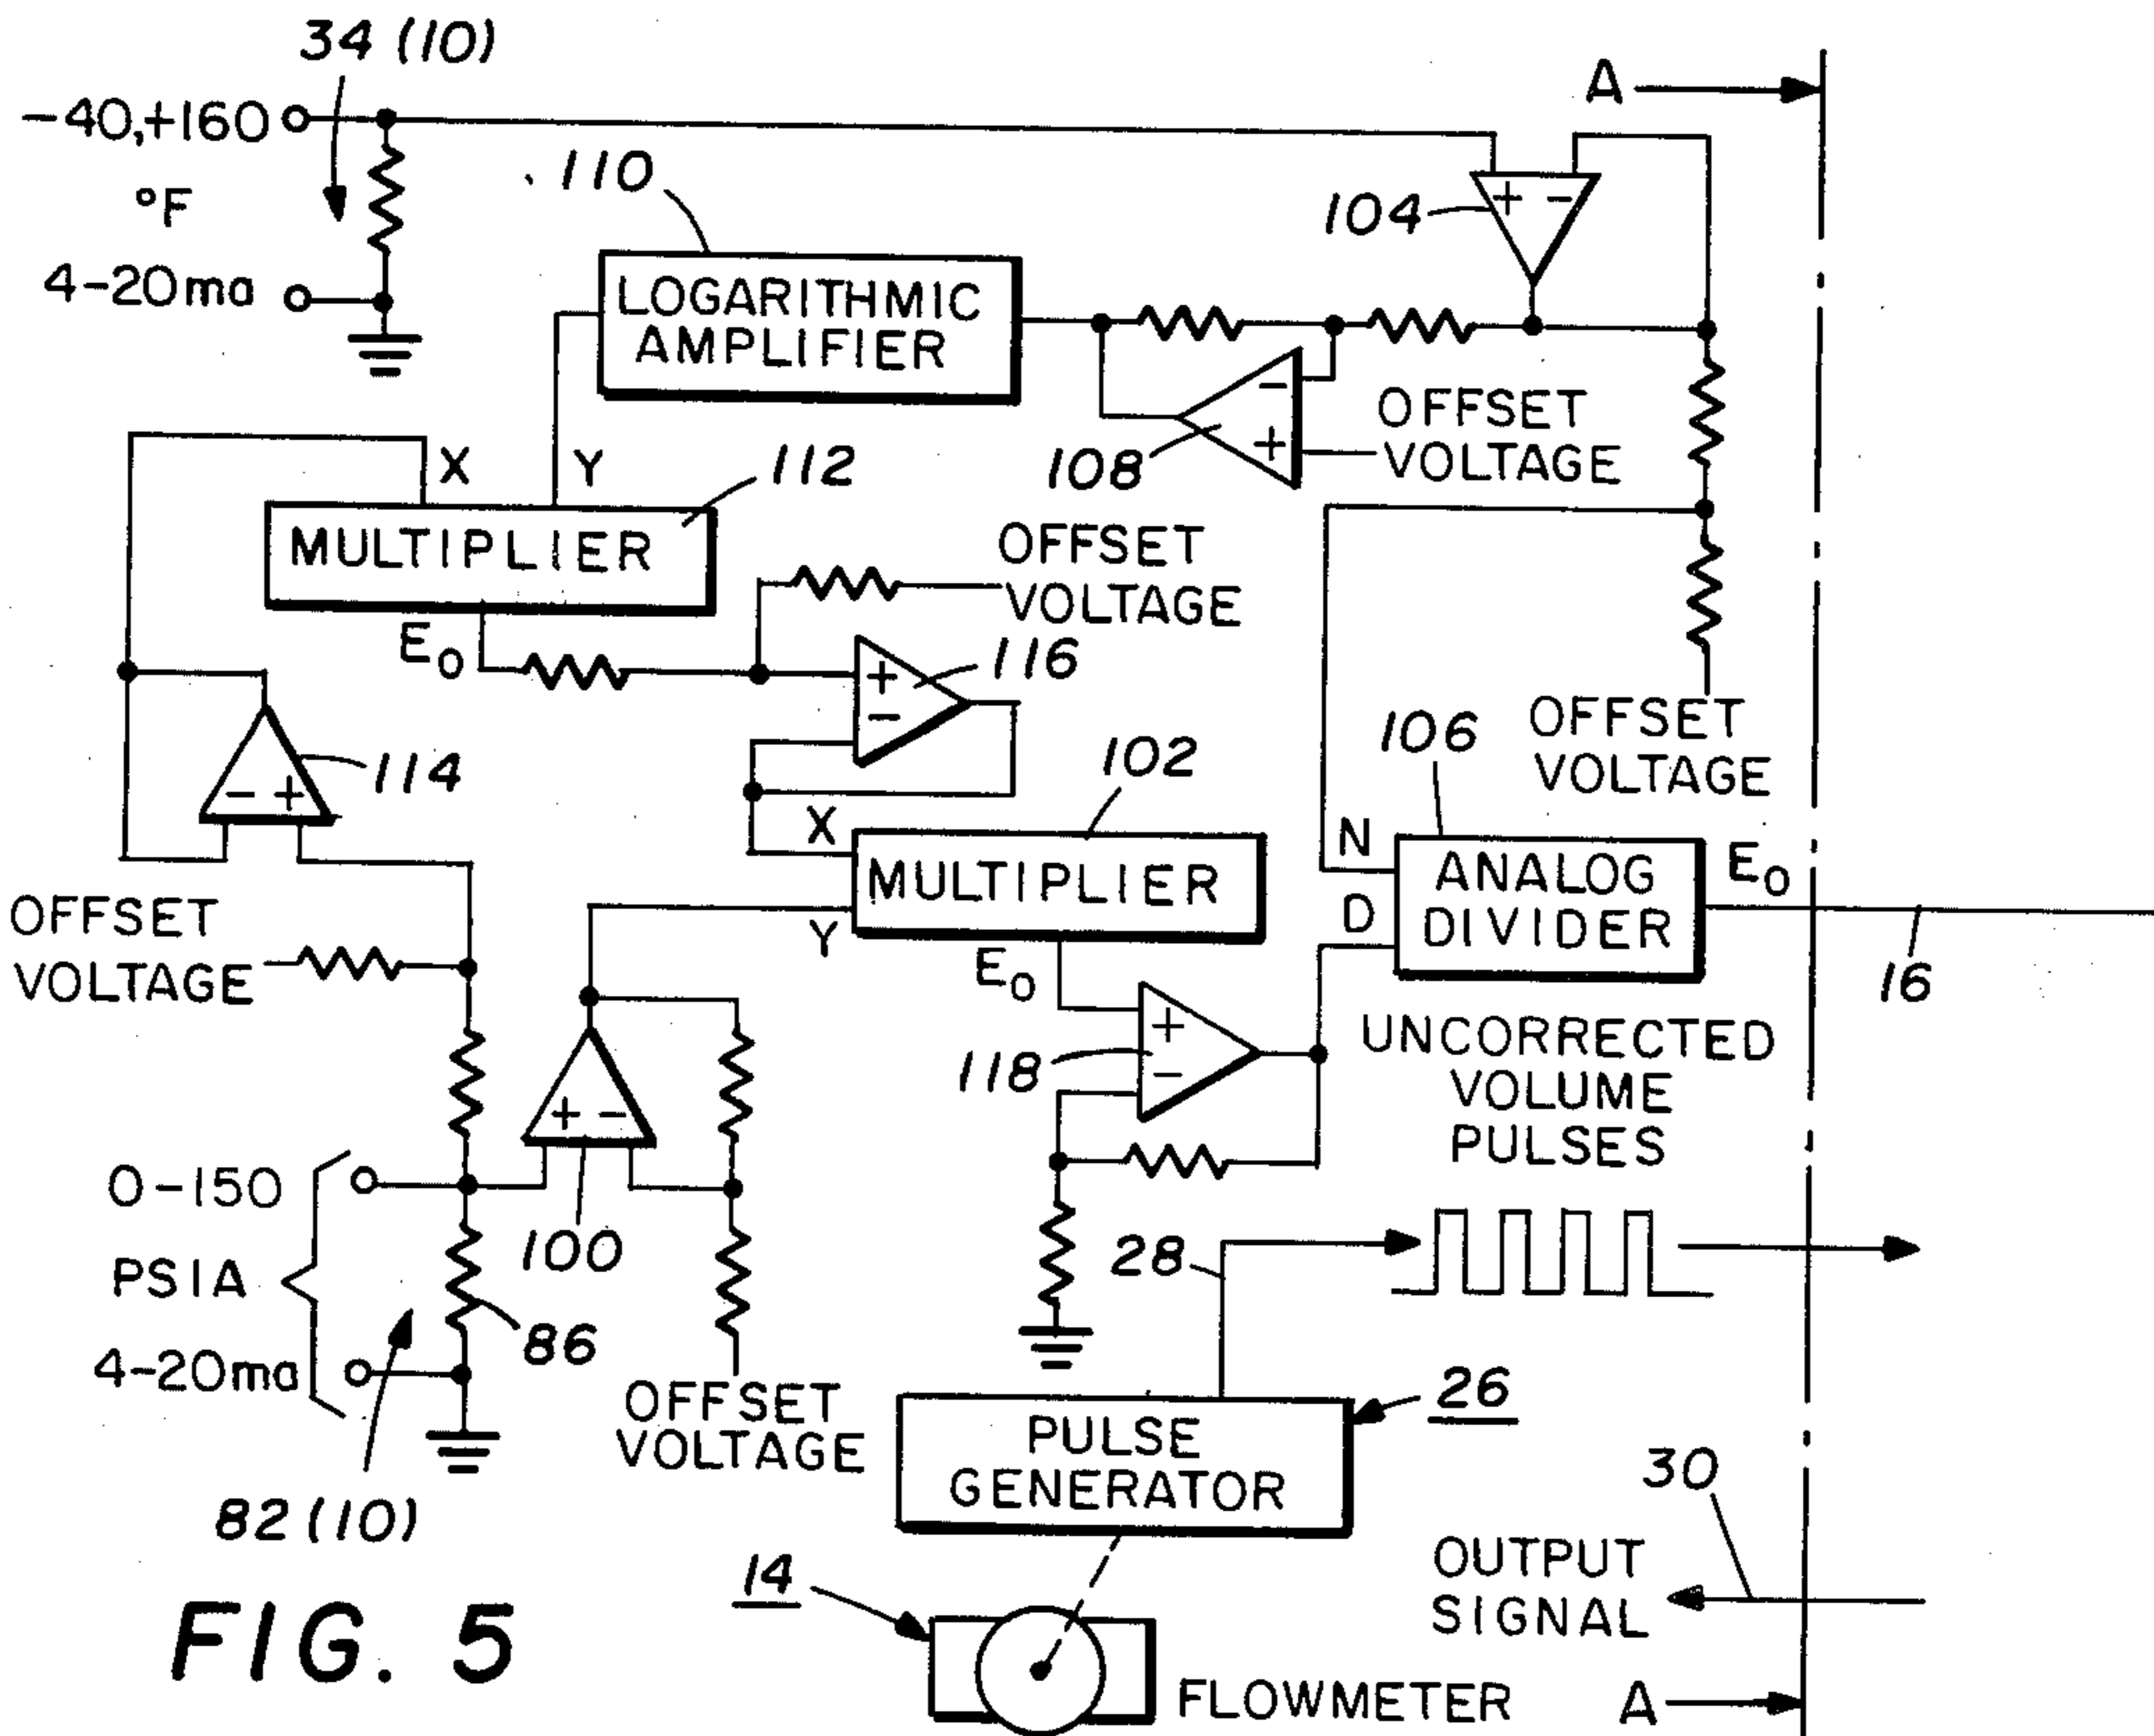 34 (10)
A
-40,+160
°F
4-20ma
110
104
+ -
LOGARITHMIC
AMPLIFIER
-
+
108
OFFSET
VOLTAGE
X
Y
112
MULTIPLIER
OFFSET
VOLTAGE
E0
+
-
116
OFFSET
VOLTAGE
114
- +
102
106
X
Y
MULTIPLIER
N
D
ANALOG
DIVIDER
E0
16
OFFSET
VOLTAGE
E0
+
-
118
UNCORRECTED
VOLUME
PULSES
+ -
0-150
PSIA
4-20ma
100
86
28
OFFSET
VOLTAGE
26
PULSE
GENERATOR
82 (10)
30
OUTPUT
SIGNAL
14
FLOWMETER
A
FIG. 5